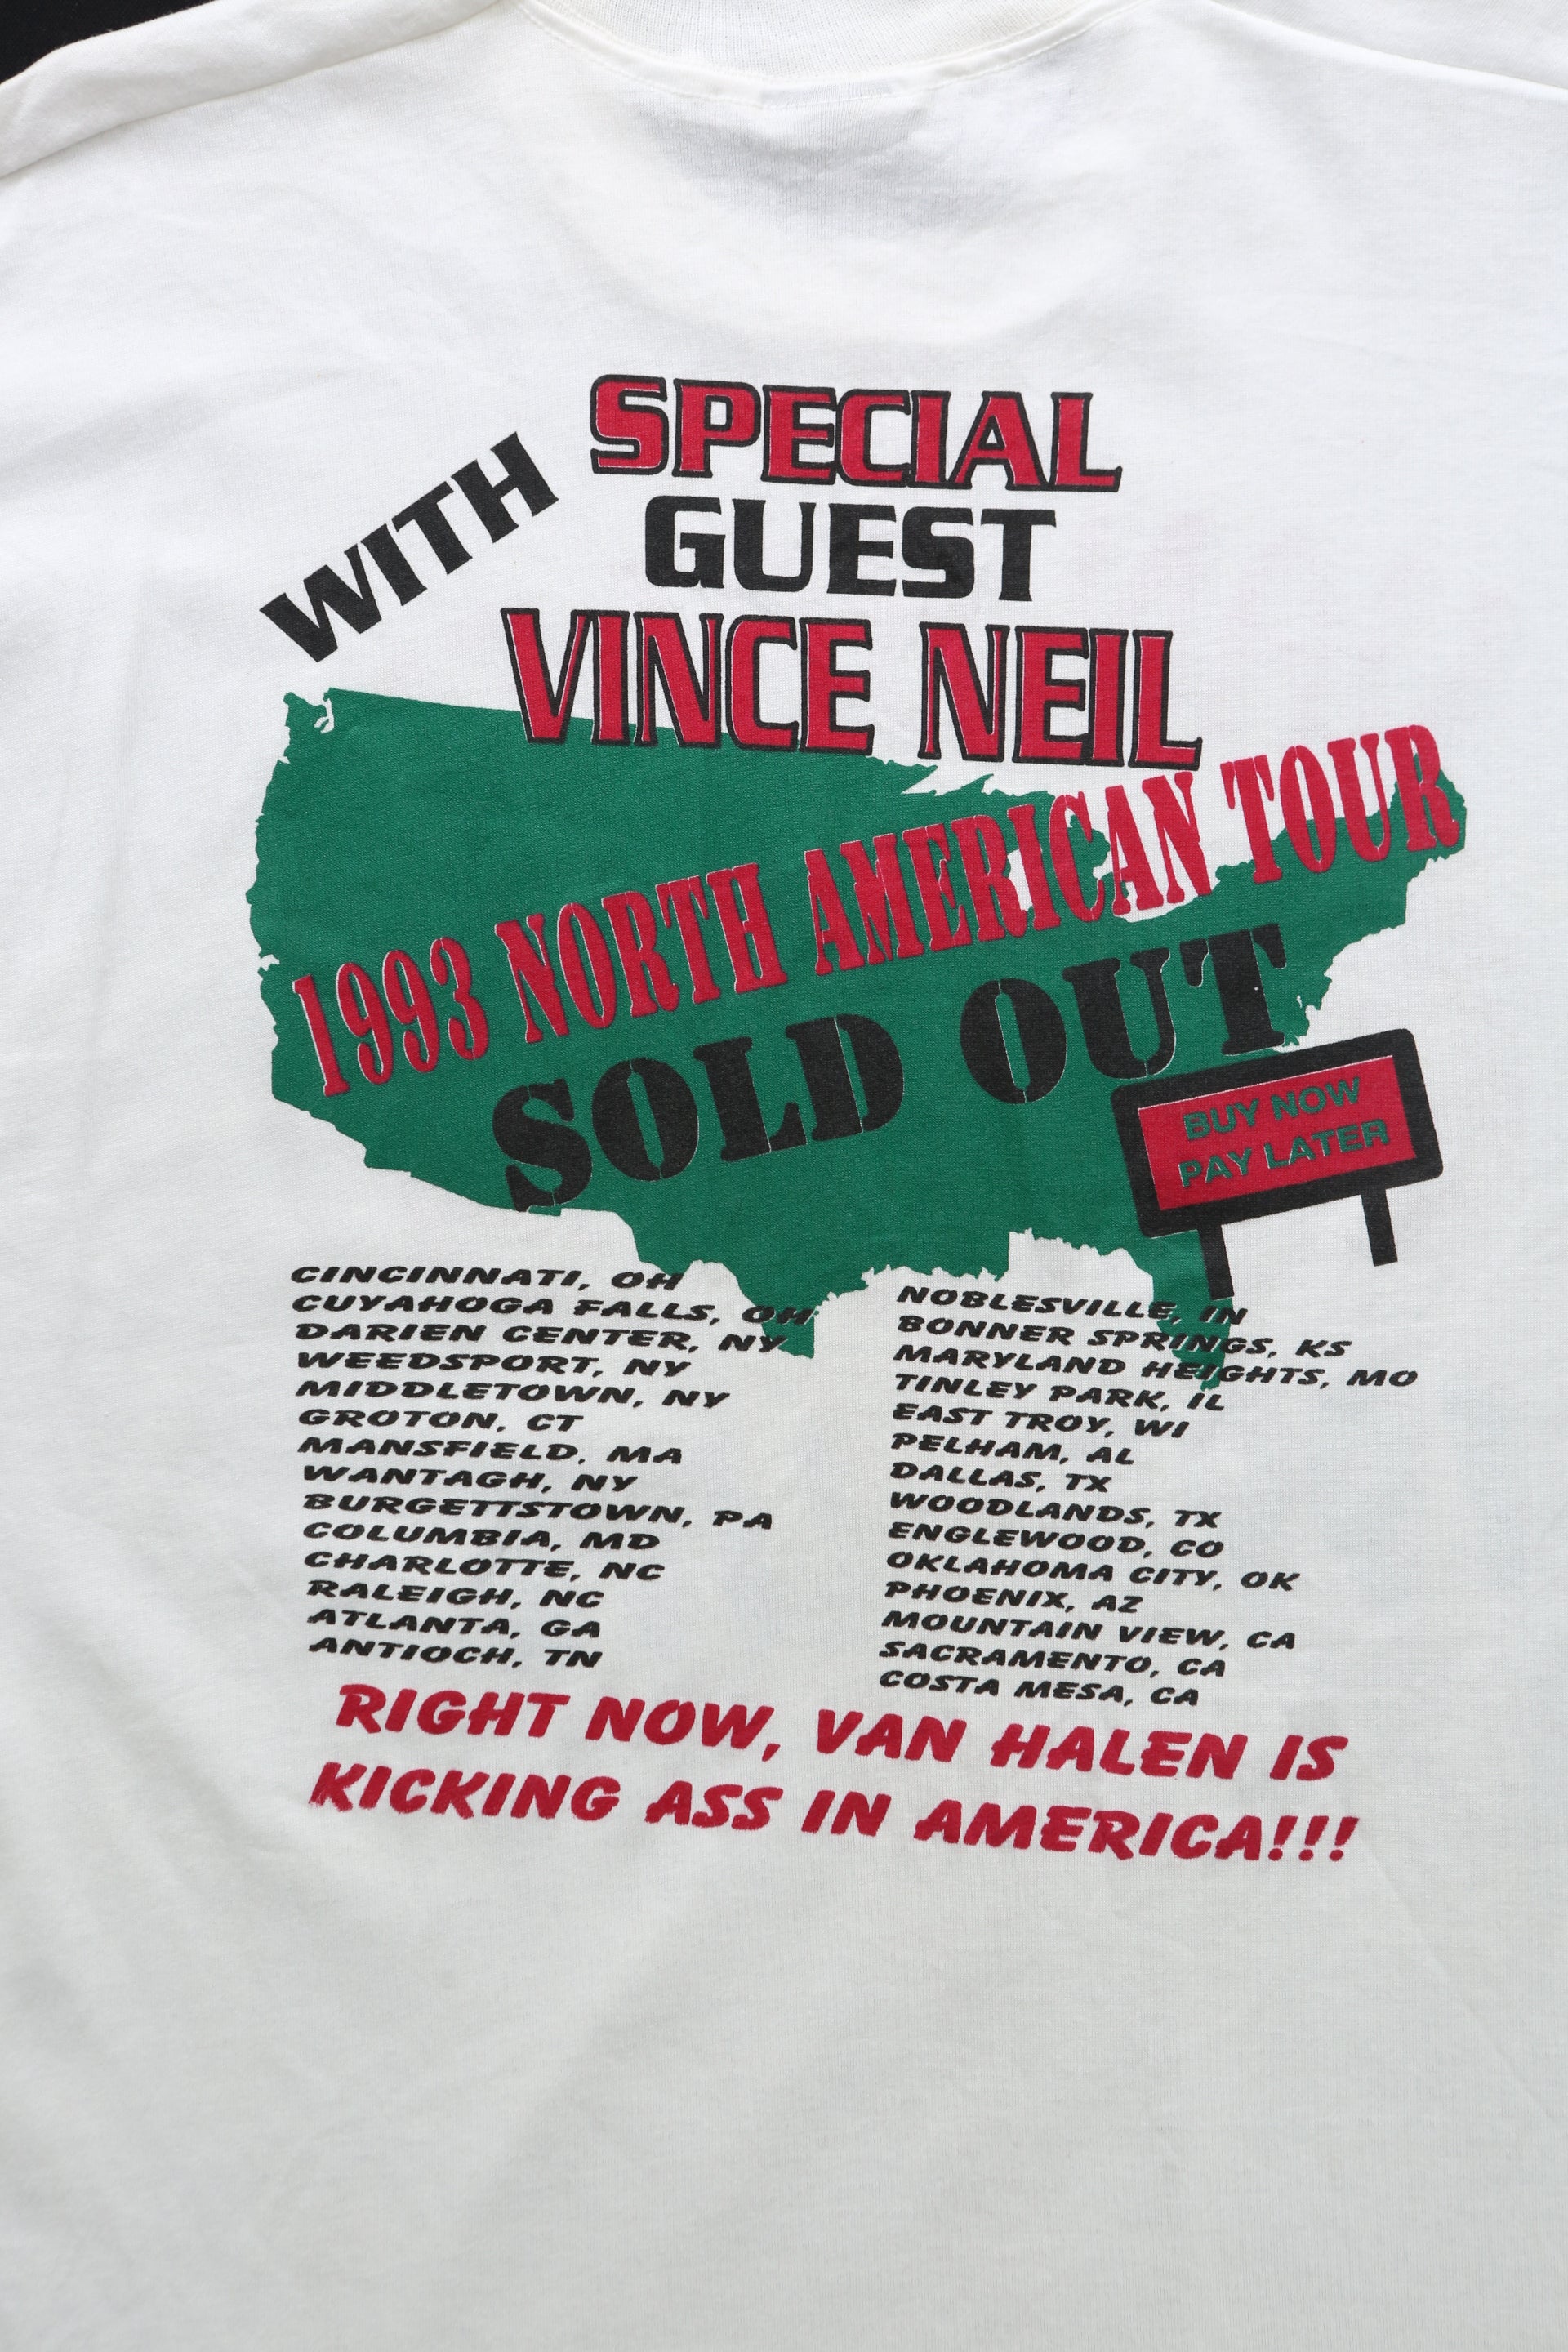 WITH
SPECIAL
GUEST
VINCE NEIL
1993 NORTH AMERICAN TOUR
SOLD OUT
BUY NOW
PAY LATER
CINCINNATI, OH
CUYAHOGA FALLS, OH
DARIEN CENTER, NY
WEEDSPORT, NY
MIDDLETOWN, NY
GROTON, CT
MANSFIELD, MA
WANTAGH, NY
BURGETTSTOWN, PA
COLUMBIA, MD
CHARLOTTE, NC
RALEIGH, NC
ATLANTA, GA
ANTIOCH, TN
NOBLESVILLE, IN
BONNER SPRINGS, KS
MARYLAND HEIGHTS, MO
TINLEY PARK, IL
EAST TROY, WI
PELHAM, AL
DALLAS, TX
WOODLANDS, TX
ENGLEWOOD, CO
OKLAHOMA CITY, OK
PHOENIX, AZ
MOUNTAIN VIEW, CA
SACRAMENTO, CA
COSTA MESA, CA
RIGHT NOW, VAN HALEN IS
KICKING ASS IN AMERICA!!!